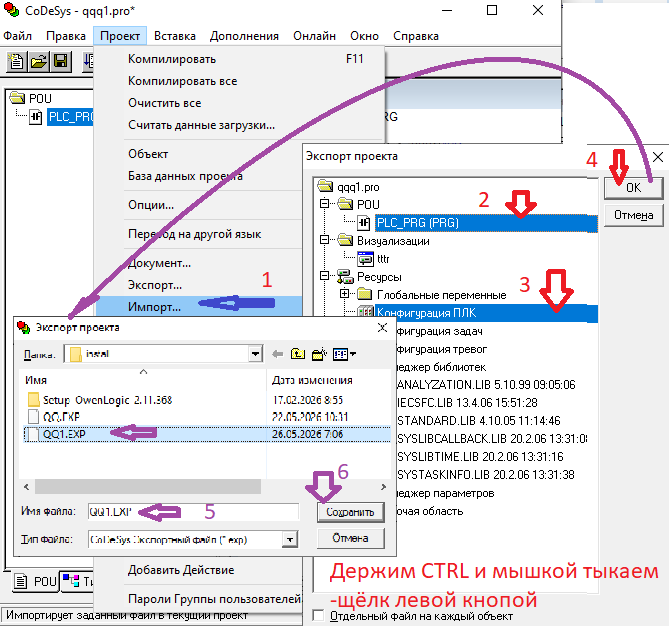 CoDeSys - qqq1.pro*
Файл Правка Проект Вставка Дополнения Онлайн Окно Справка
Компилировать F11
Компилировать все
Очистить все
Считать данные загрузки...
Объект
База данных проекта
Опции...
Перевод на другой язык
Документ...
Экспорт...
Импорт...
1
Добавить Действие
Пароли Группы пользователей...
POU
PLC_PRG
RG
POU
Импортирует заданный файл в текущий проект
Экспорт проекта
4
OK
Отмена
qqq1.pro
POU
2
PLC_PRG (PRG)
Визуализации
tttr
Ресурсы
3
Глобальные переменные
Конфигурация ПЛК
нфигурация задач
нфигурация тревог
неджер библиотек
ANALYZATION.LIB 5.10.99 09:05:06
IECSFC.LIB 13.4.06 15:51:28
STANDARD.LIB 4.10.05 11:14:46
SYSLIBCALLBACK.LIB 20.2.06 13:31:08
SYSLIBTIME.LIB 20.2.06 13:31:16
SYSTASKINFO.LIB 20.2.06 13:31:38
неджер параметров
очая область
Держим CTRL и мышкой тыкаем
-щёлк левой кнопой
Отдельный файл на каждый объект
Экспорт проекта
Папка: install
Имя Дата изменения
Setup_OwenLogic_2.11.368 17.02.2026 8:55
QQ.EXP 22.05.2026 10:31
QQ1.EXP 26.05.2026 7:06
6
Имя файла: QQ1.EXP 5 Сохранить
Тип файла: CoDeSys Экспортный файл (*.exp) Отмена